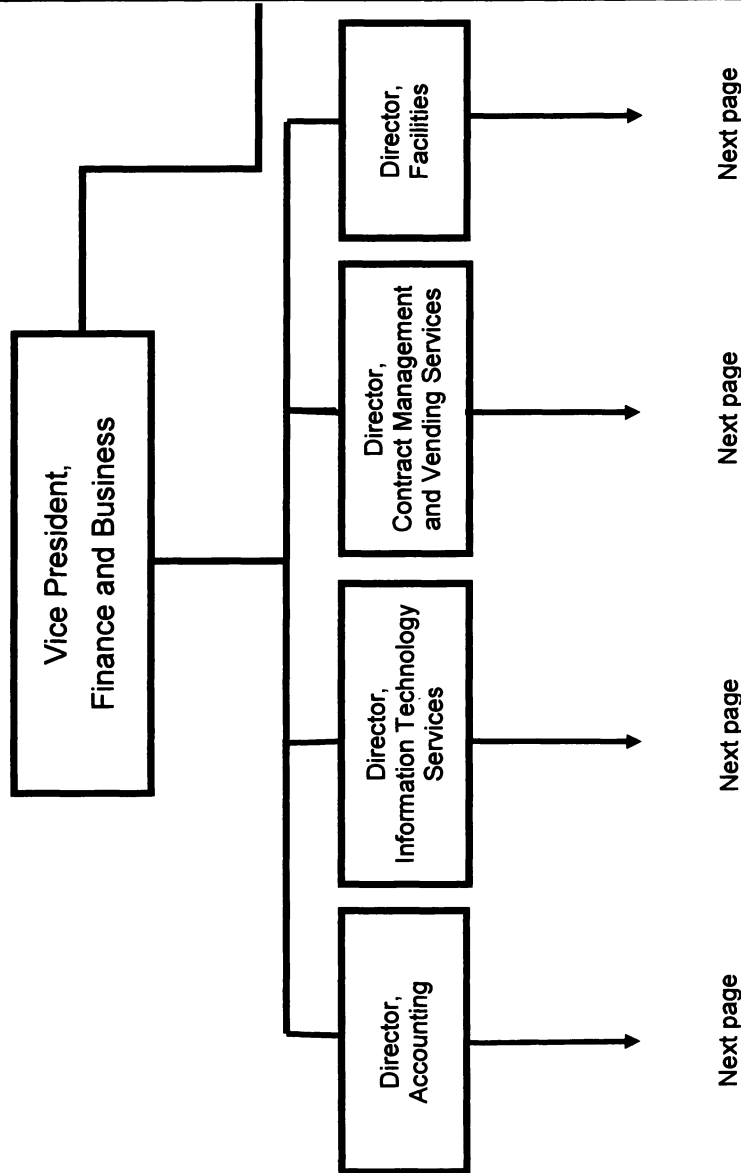 Vice President,
Finance and Business
Director,
Accounting
Director,
Information Technology
Services
Director,
Contract Management
and Vending Services
Director,
Facilities
Next page
Next page
Next page
Next page